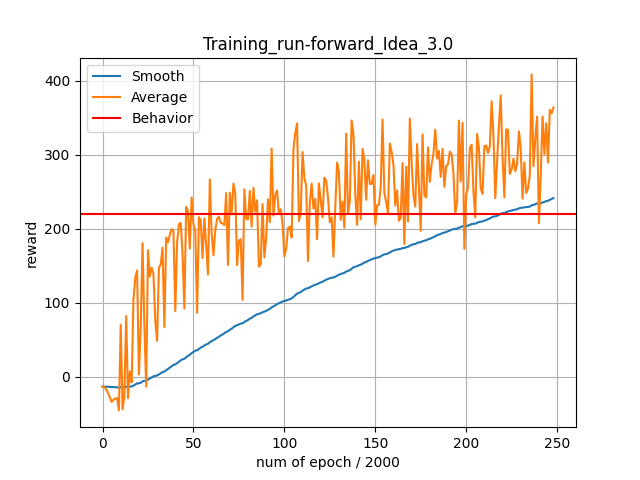 Training_run-forward_Idea_3.0
Smooth
Average
Behavior
400
300
200
100
0
reward
0 50 100 150 200 250
num of epoch / 2000